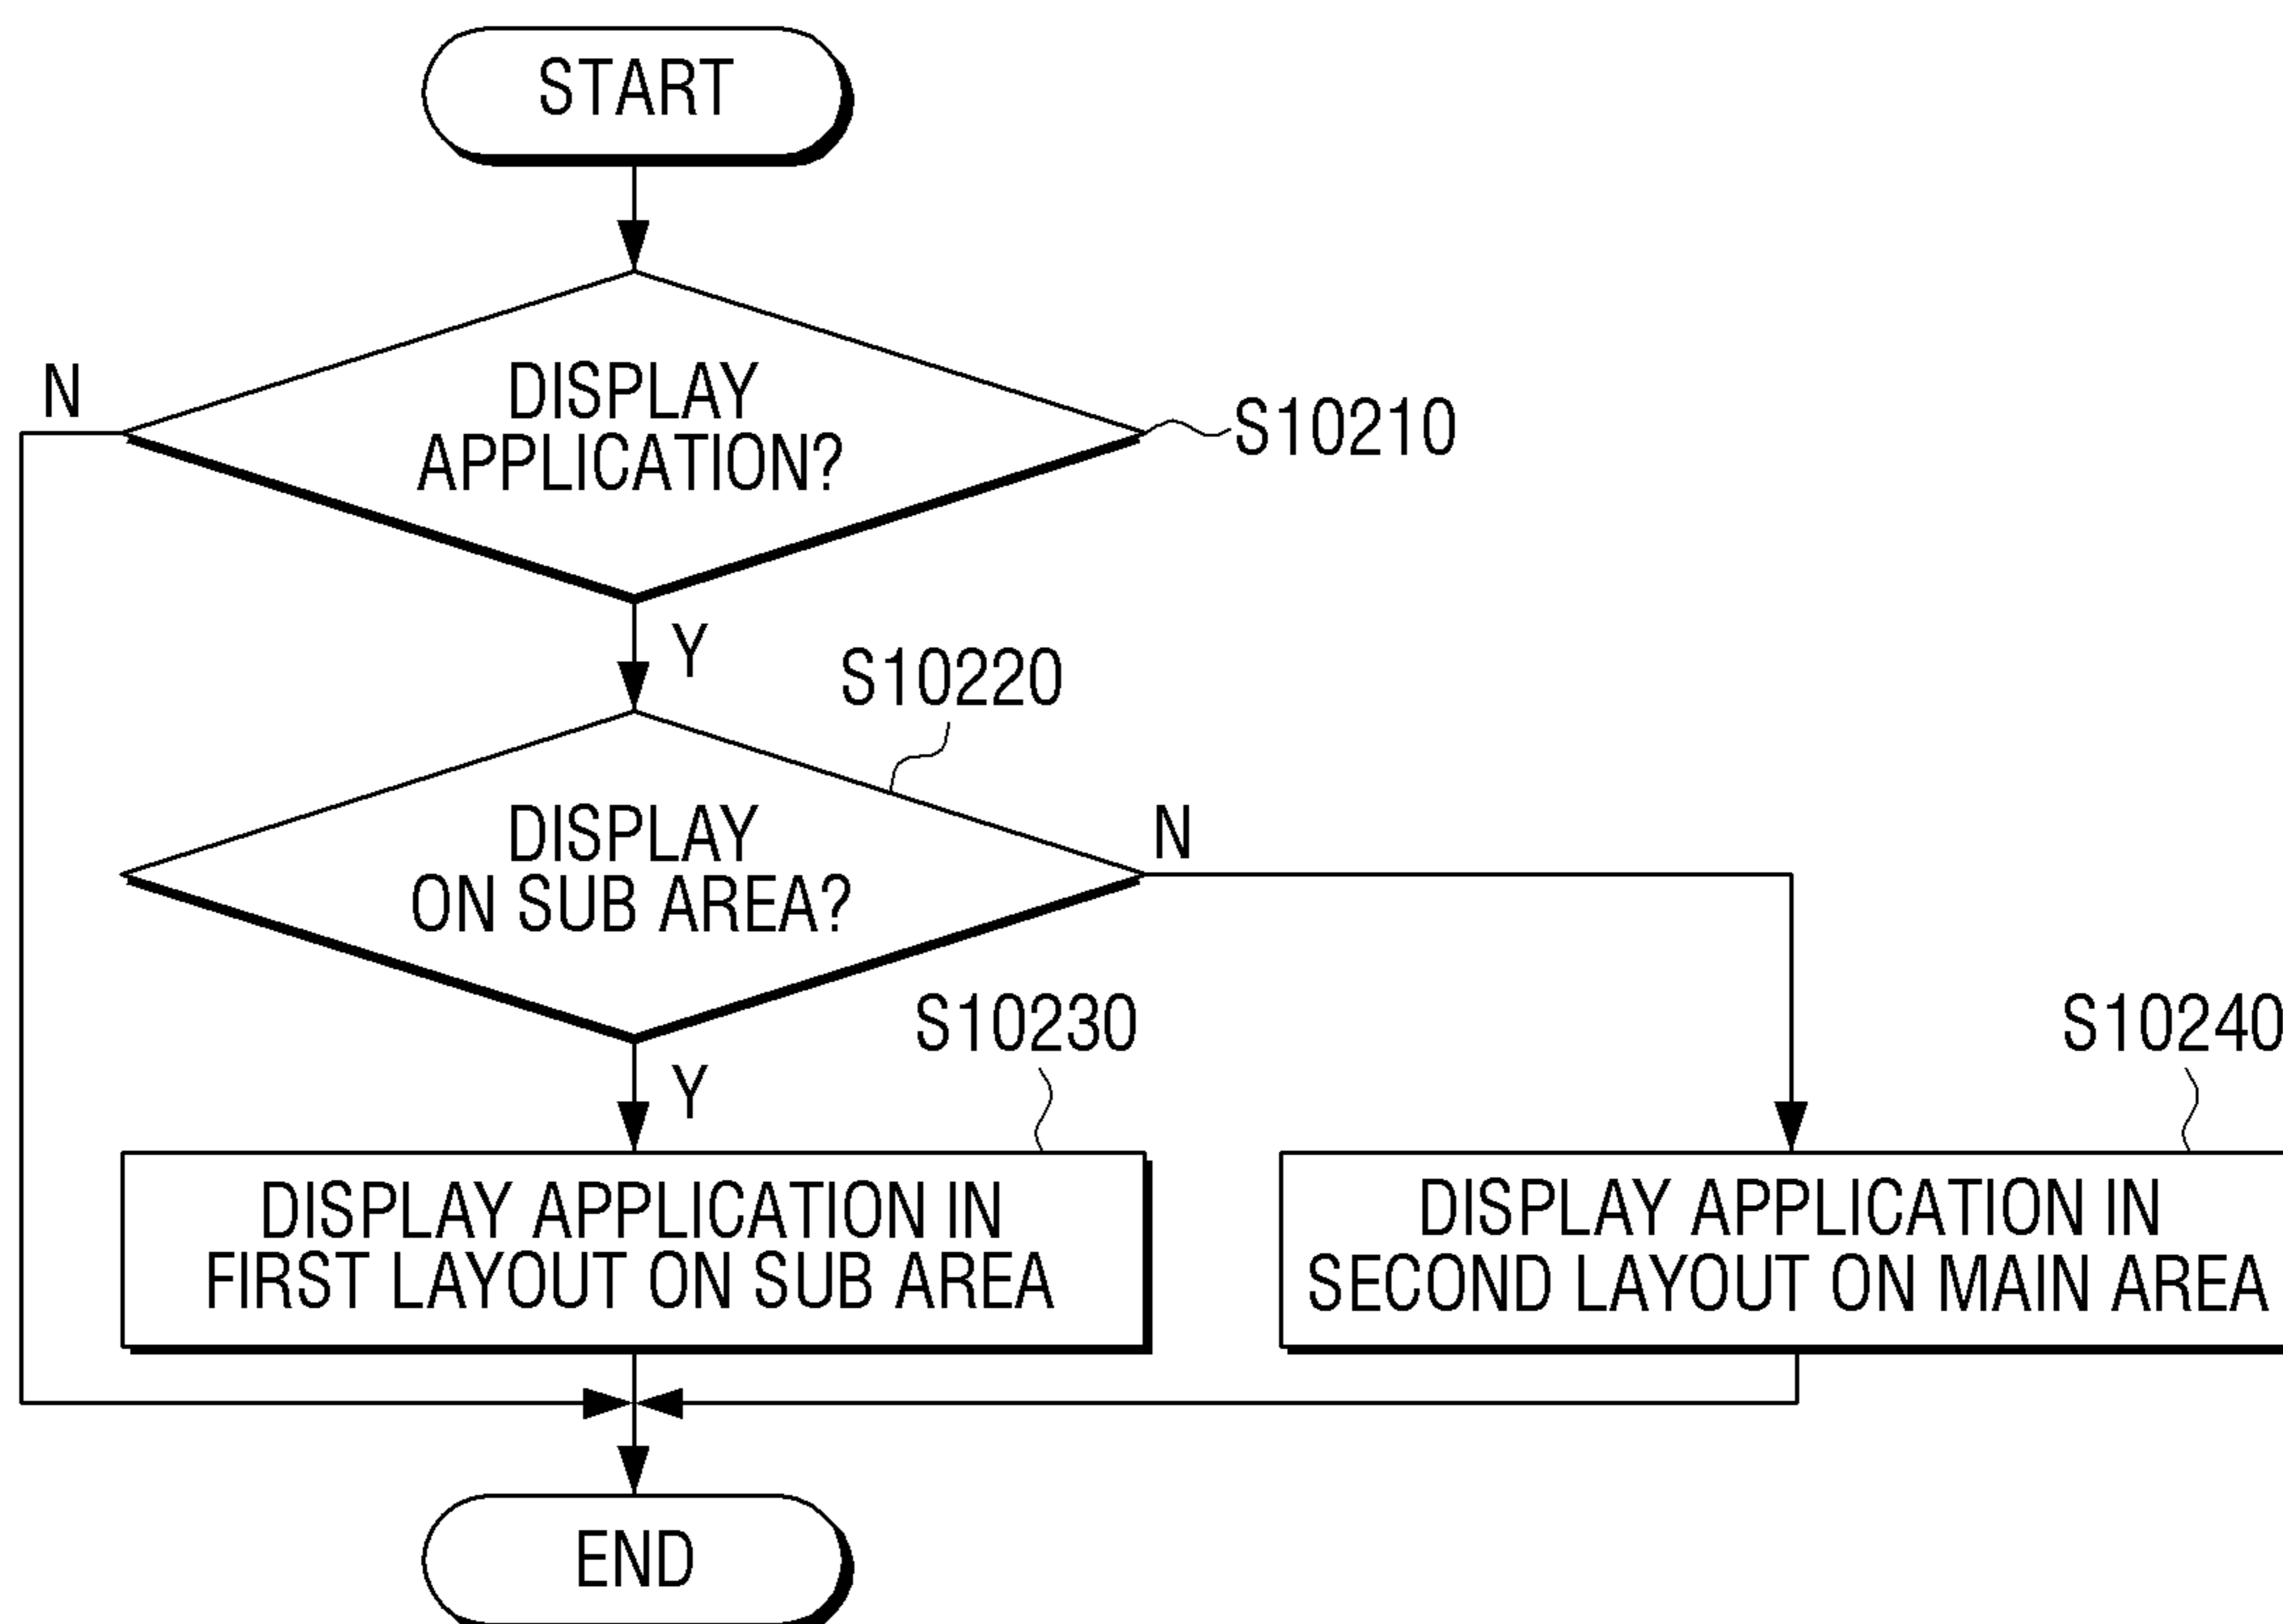 START
N
DISPLAY
APPLICATION?
S10210
Y
S10220
DISPLAY
ON SUB AREA?
N
S10230
S10240
Y
DISPLAY APPLICATION IN
FIRST LAYOUT ON SUB AREA
DISPLAY APPLICATION IN
SECOND LAYOUT ON MAIN AREA
END